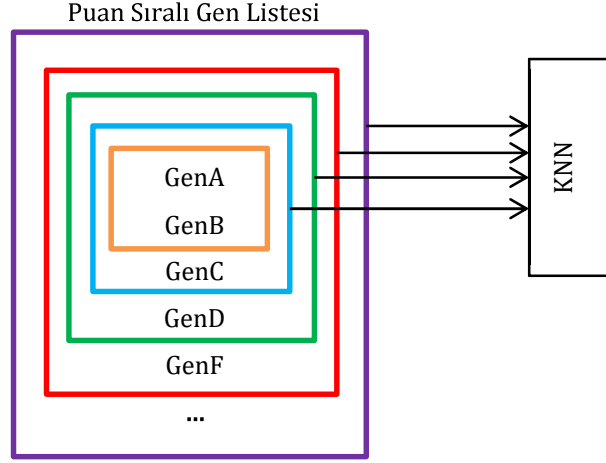 Puan Sıralı Gen Listesi
GenA
GenB
GenC
GenD
GenF
...
KNN